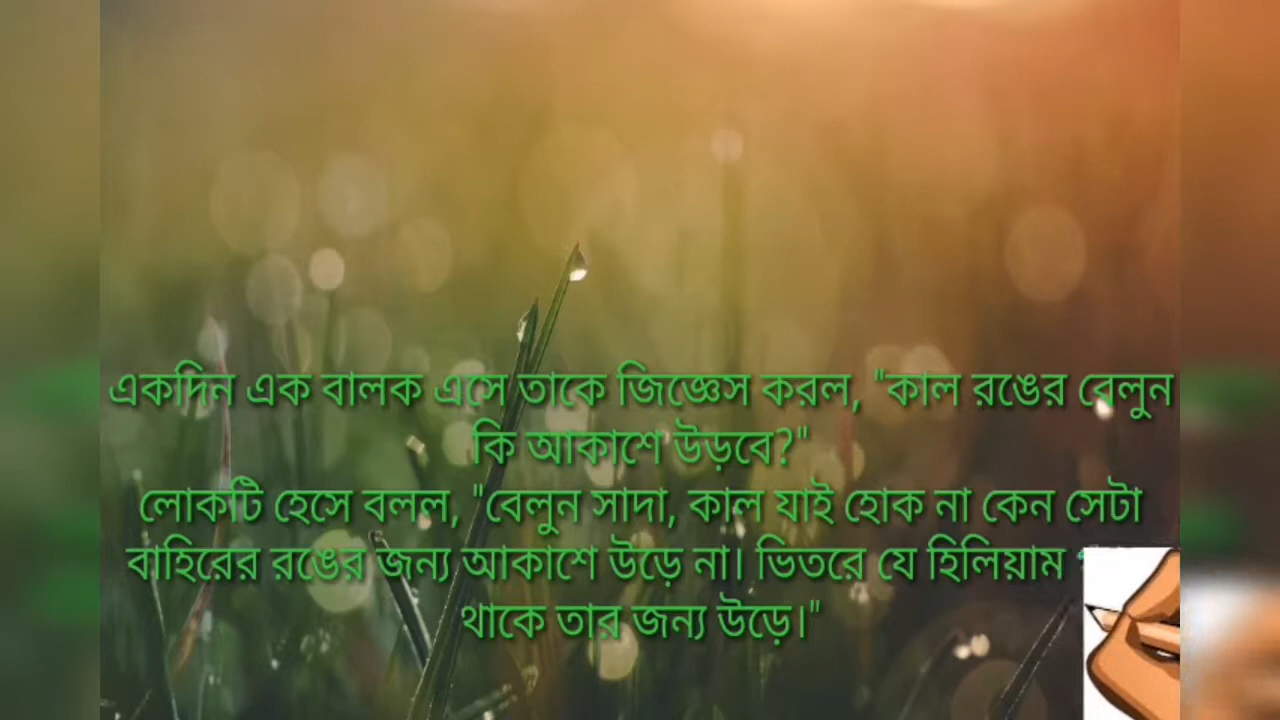 একদিন এক বালক এসে তাকে জিজ্ঞেস করল, "কাল রঙের বেলুন
কি আকাশে উড়বে?"
লোকটি হেসে বলল, "বেলুন সাদা, কাল যাই হোক না কেন সেটা
বাহিরের রঙের জন্য আকাশে উড়ে না। ভিতরে যে হিলিয়াম
থাকে তার জন্য উড়ে।"